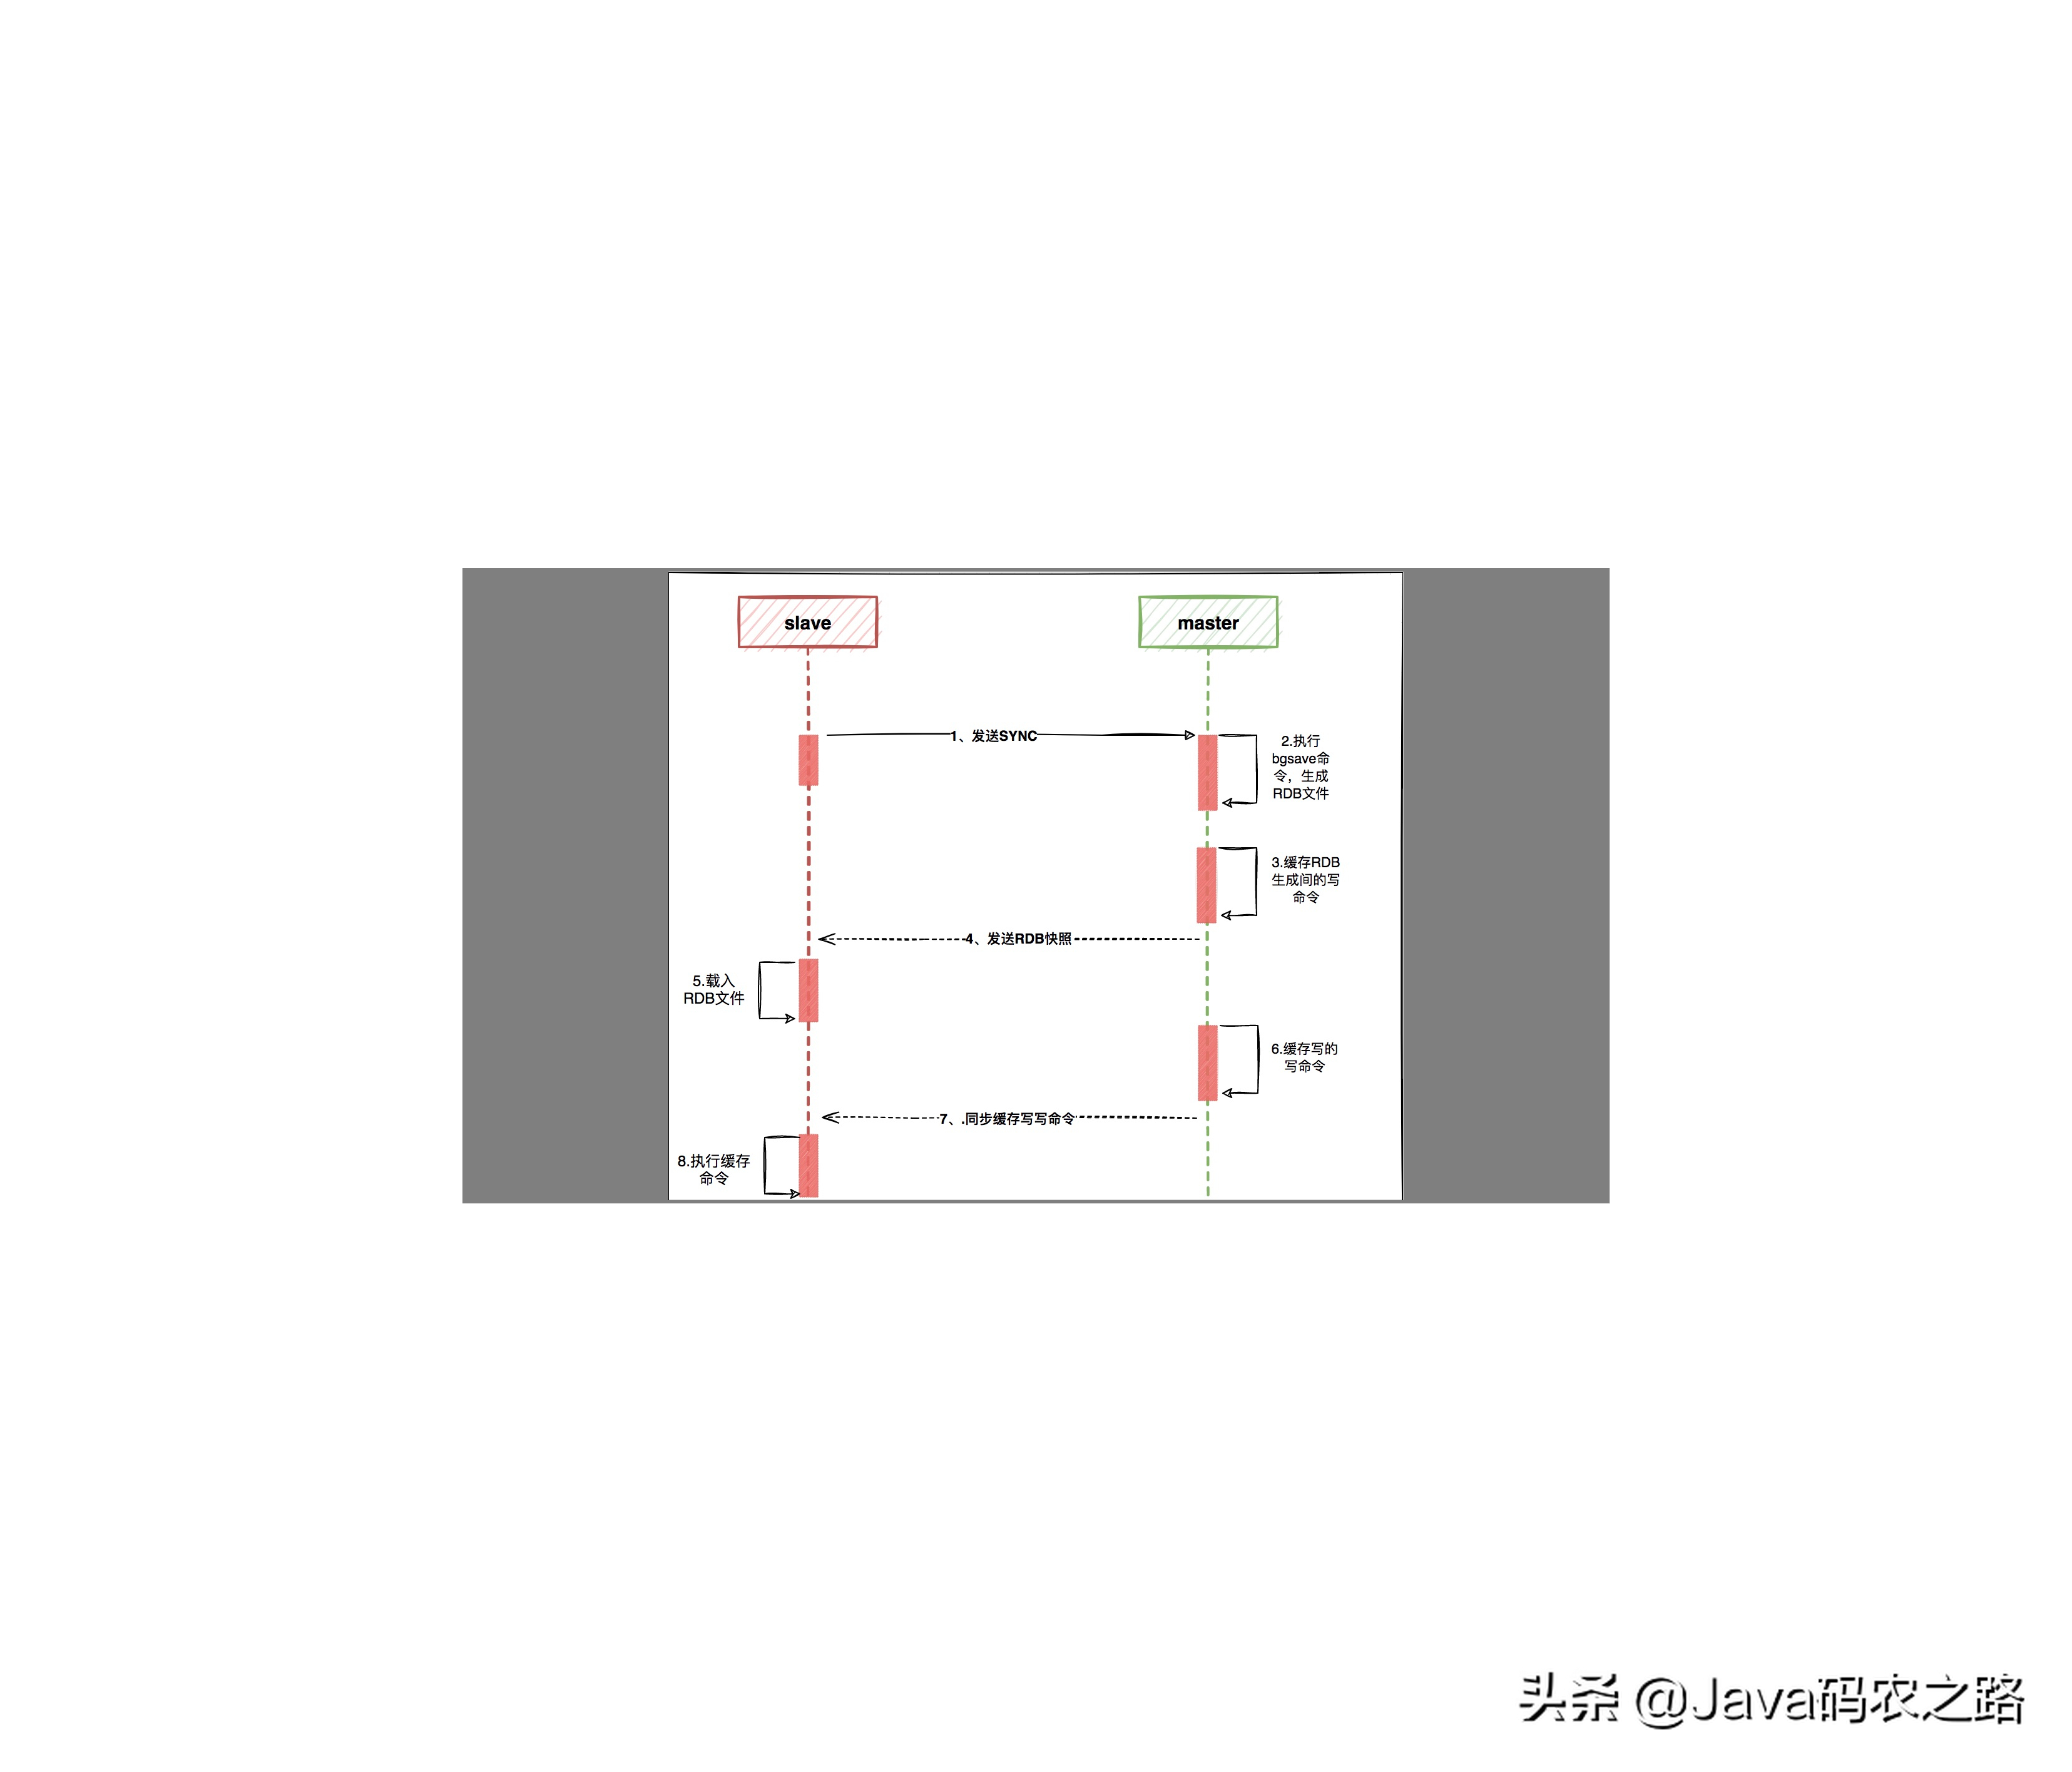 slave
master
1、发送SYNC
2.执行
bgsave命
令，生成
RDB文件
3.缓存RDB
生成间的写
命令
4、发送RDB快照
5.载入
RDB文件
6.缓存写的
写命令
7、.同步缓存写写命令
8.执行缓存
命令
头条 @Java码农之路